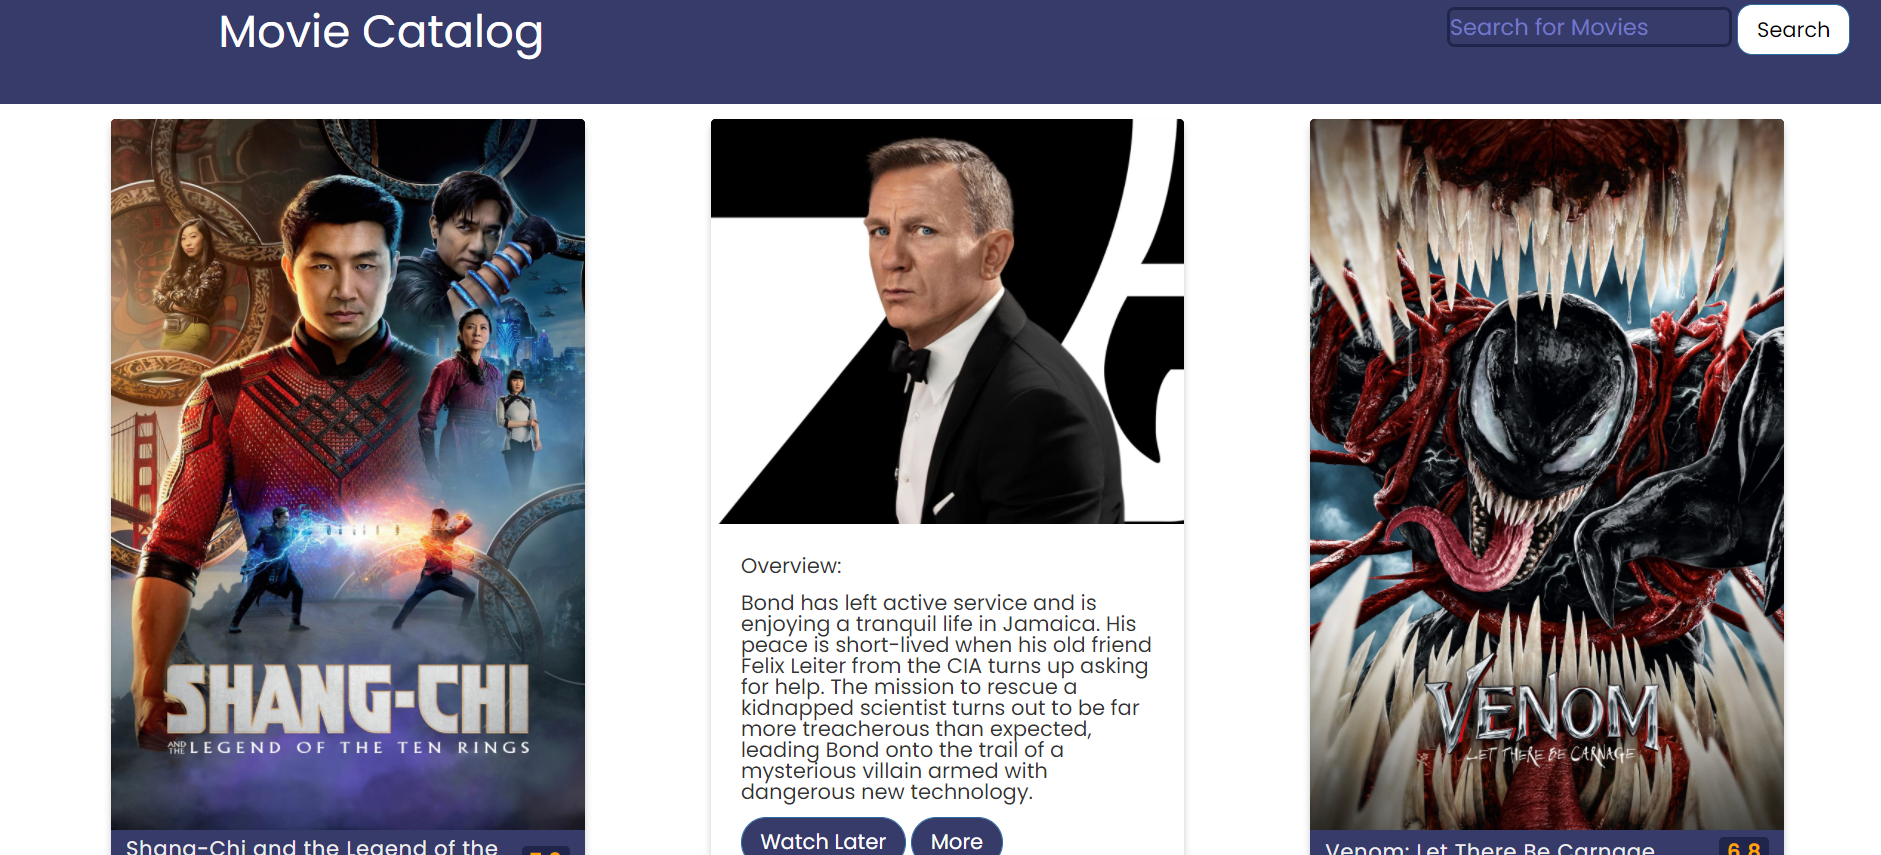 Movie Catalog
Search for Movies
Search
SHANG-CHI
AND THE LEGEND OF THE TEN RINGS
Shang-Chi and the Legend of the
Overview:
Bond has left active service and is
enjoying a tranquil life in Jamaica. His
peace is short-lived when his old friend
Felix Leiter from the CIA turns up asking
for help. The mission to rescue a
kidnapped scientist turns out to be far
more treacherous than expected,
leading Bond onto the trail of a
mysterious villain armed with
dangerous new technology.
Watch Later
More
VENOM
LET THERE BE CARNAGE
Venom: Let There Be Carnage
6.8